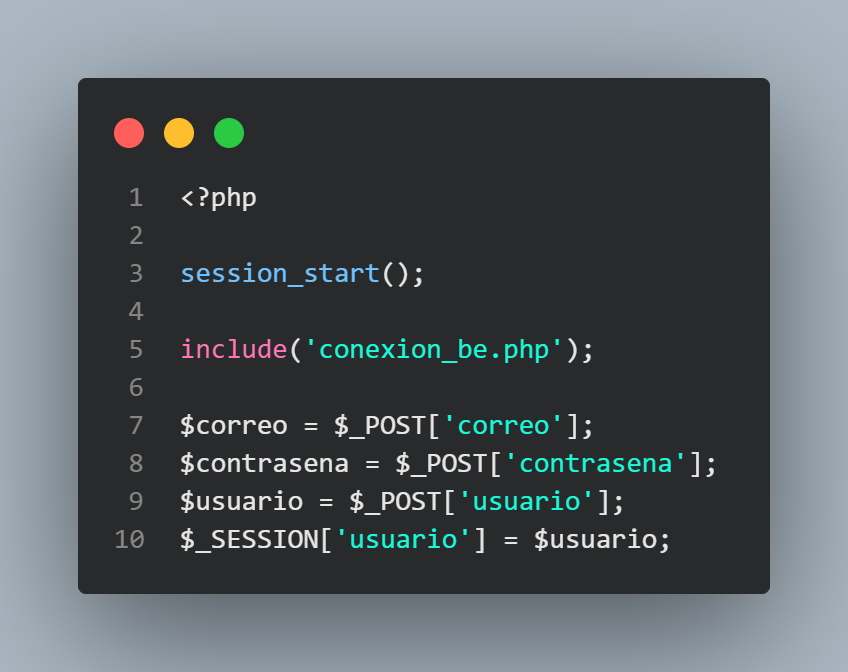 1 <?php
2
3 session_start();
4
5 include('conexion_be.php');
6
7 $correo = $_POST['correo'];
8 $contrasena = $_POST['contrasena'];
9 $usuario = $_POST['usuario'];
10 $_SESSION['usuario'] = $usuario;